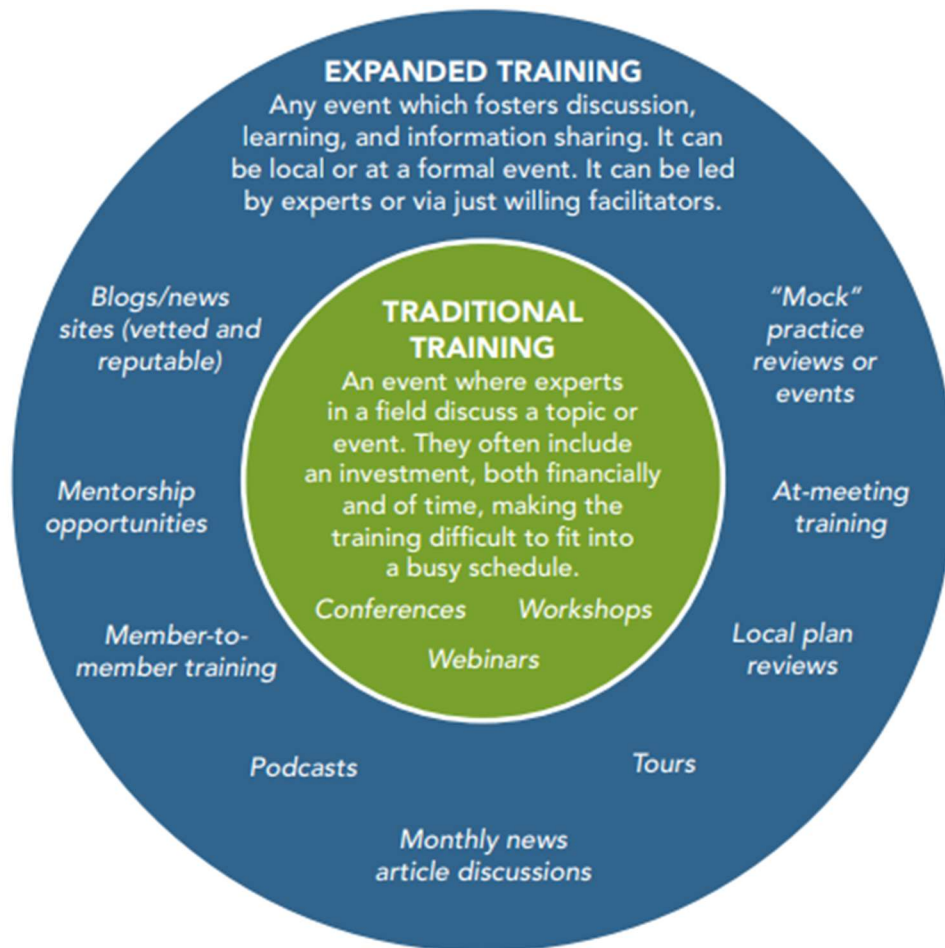 EXPANDED TRAINING
Any event which fosters discussion,
learning, and information sharing. It can
be local or at a formal event. It can be led
by experts or via just willing facilitators.
Blogs/news
sites (vetted and
reputable)
Mentorship
opportunities
Member-to-
member training
Podcasts
Monthly news
article discussions
Tours
Local plan
reviews
At-meeting
training
“Mock”
practice
reviews or
events
TRADITIONAL
TRAINING
An event where experts
in a field discuss a topic or
event. They often include
an investment, both financially
and of time, making the
training difficult to fit into
a busy schedule.
Conferences Workshops
Webinars